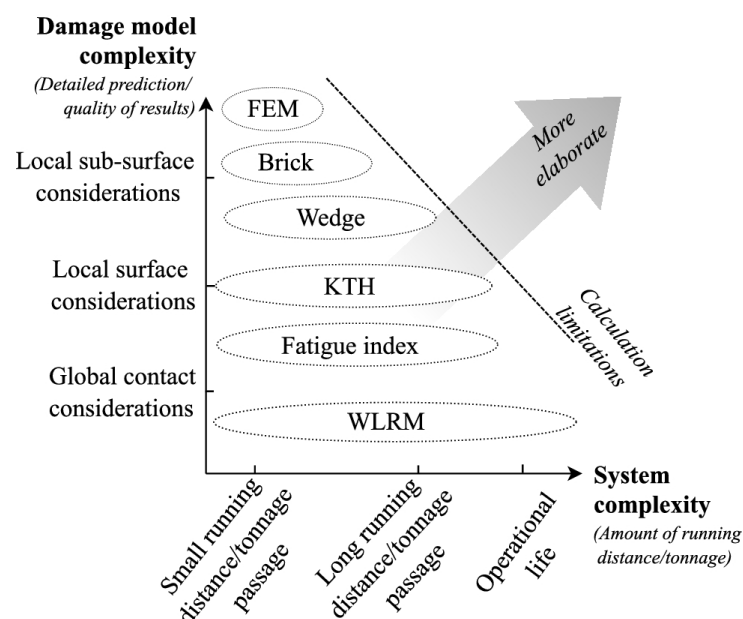 Damage model
complexity
(Detailed prediction/
quality of results)
FEM
Brick
Wedge
KTH
Fatigue index
WLRM
Local sub-surface
considerations
Local surface
considerations
Global contact
considerations
More
elaborate
Calculation
limitations
Small running
distance/tonnage
passage
Long running
distance/tonnage
passage
Operational
life
System
complexity
(Amount of running
distance/tonnage)